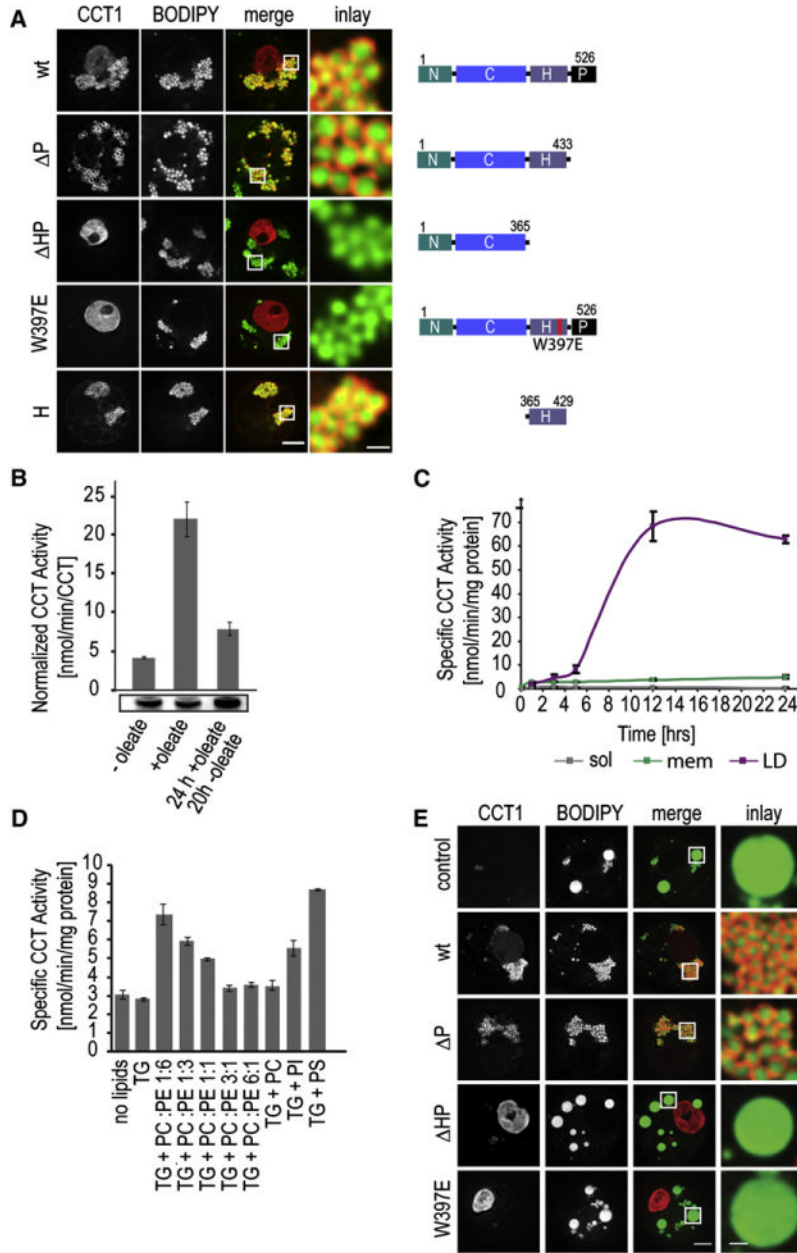 A
CCT1 BODIPY merge inlay
wt
1 526
N C H P
ΔP
1 433
N C H
ΔHP
1 365
N C
W397E
1 526
N C H P
W397E
H
365 429
H
B
Normalized CCT Activity
[nmol/min/CCT]
25
20
15
10
5
0
- oleate
+oleate
24 h +oleate
20h -oleate
C
Specific CCT Activity
[nmol/min/mg protein]
70
60
50
40
30
20
10
0
0 2 4 6 8 10 12 14 16 18 20 22 24
Time [hrs]
sol mem LD
D
Specific CCT Activity
[nmol/min/mg protein]
10
9
8
7
6
5
4
3
2
1
0
no lipids
TG
TG + PC :PE 1:6
TG + PC :PE 1:3
TG + PC :PE 1:1
TG + PC :PE 3:1
TG + PC :PE 6:1
TG + PC
TG + PI
TG + PS
E
CCT1 BODIPY merge inlay
control
wt
ΔP
ΔHP
W397E